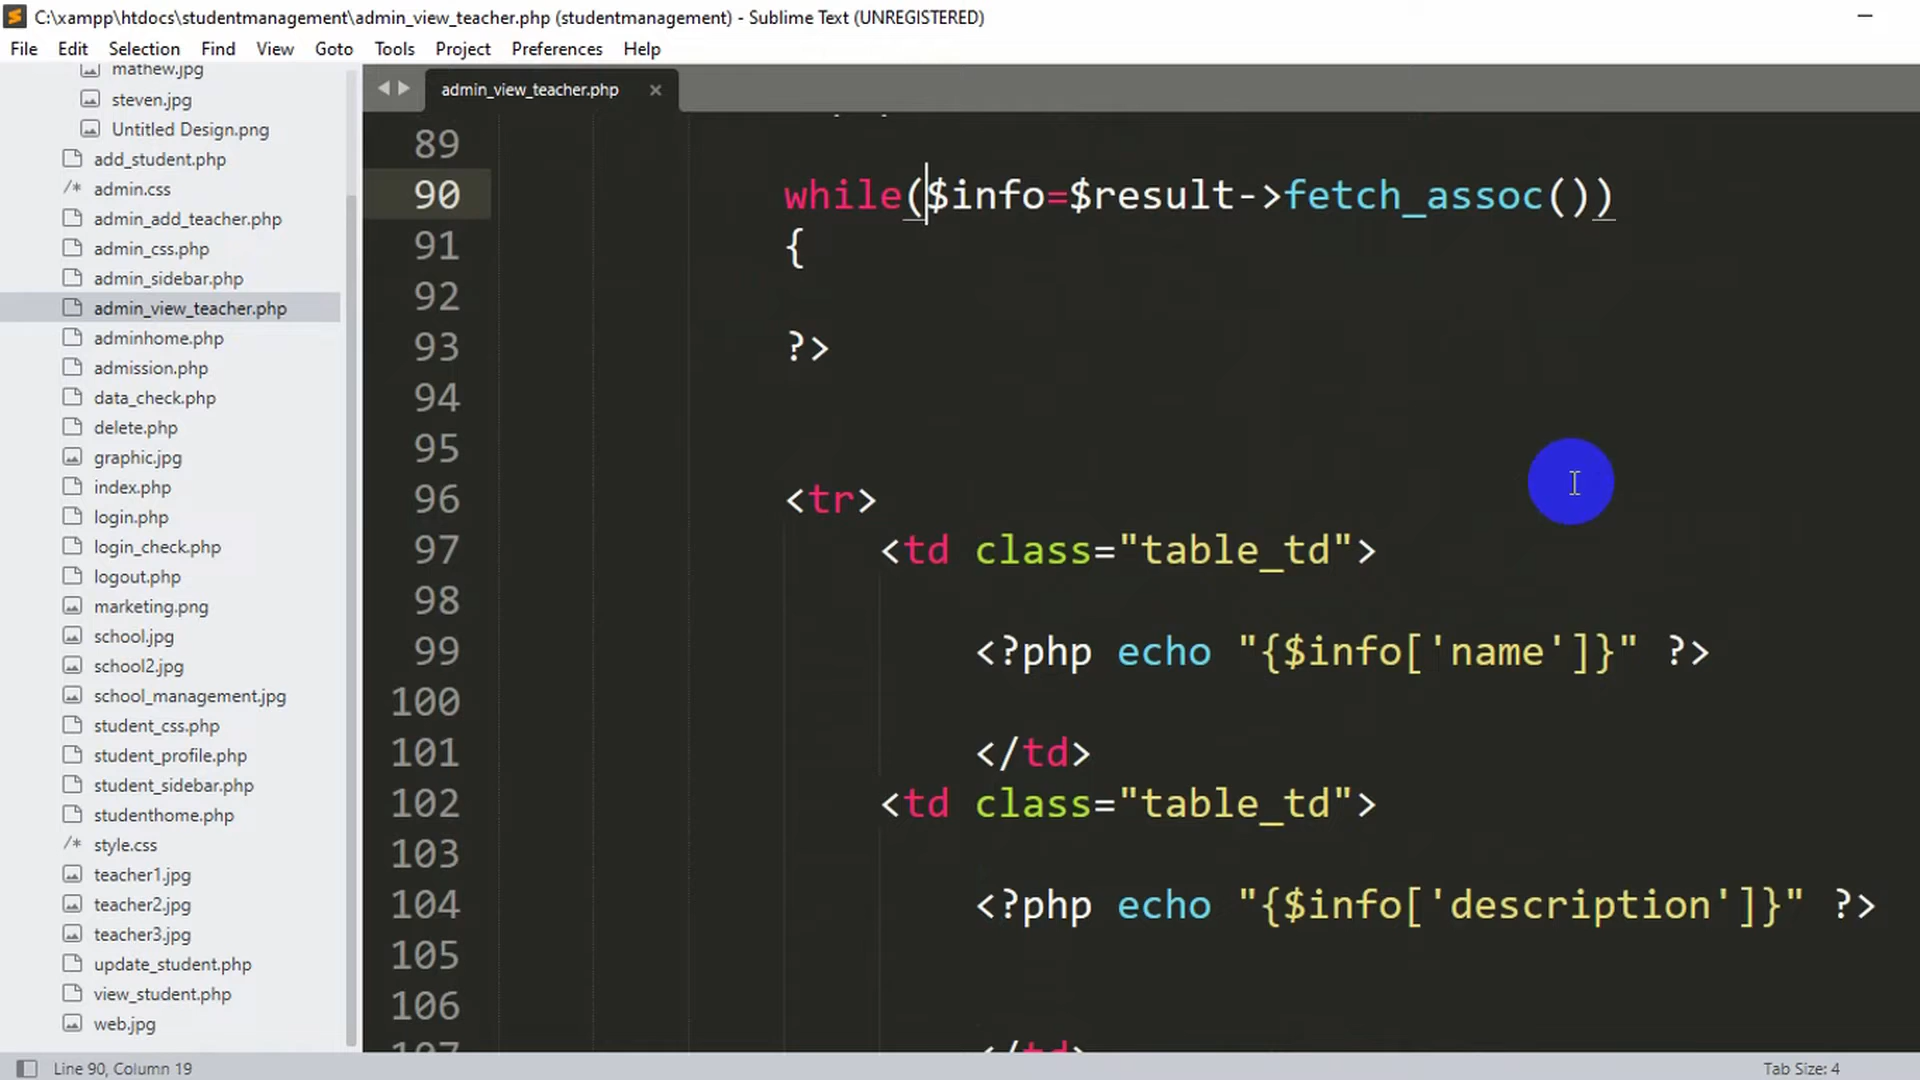 C:\xampp\htdocs\studentmanagement\admin_view_teacher.php (studentmanagement) - Sublime Text (UNREGISTERED)
File Edit Selection Find View Goto Tools Project Preferences Help
mathew.jpg
steven.jpg
Untitled Design.png
add_student.php
/* admin.css
admin_add_teacher.php
admin_css.php
admin_sidebar.php
admin_view_teacher.php
adminhome.php
admission.php
data_check.php
delete.php
graphic.jpg
index.php
login.php
login_check.php
logout.php
marketing.png
school.jpg
school2.jpg
school_management.jpg
student_css.php
student_profile.php
student_sidebar.php
studenthome.php
/* style.css
teacher1.jpg
teacher2.jpg
teacher3.jpg
update_student.php
view_student.php
web.jpg
admin_view_teacher.php ×
89
90 while($info=$result->fetch_assoc())
91 {
92
93 ?>
94
95
96 <tr>
97 <td class="table_td">
98
99 <?php echo "{$info['name']}" ?>
100
101 </td>
102 <td class="table_td">
103
104 <?php echo "{$info['description']}" ?>
105
106
107 </td>
Line 90, Column 19
Tab Size: 4